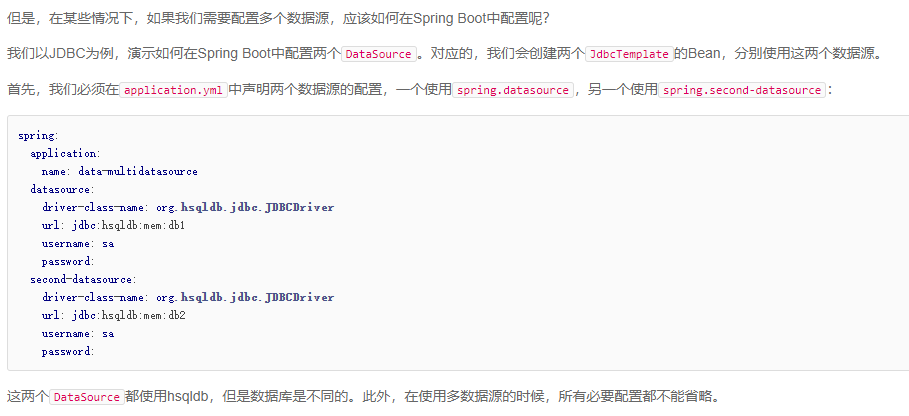 但是，在某些情况下，如果我们需要配置多个数据源，应该如何在Spring Boot中配置呢？
我们以JDBC为例，演示如何在Spring Boot中配置两个DataSource。对应的，我们会创建两个JdbcTemplate的Bean，分别使用这两个数据源。
首先，我们必须在application.yml中声明两个数据源的配置，一个使用spring.datasource，另一个使用spring.second-datasource：
spring:
  application:
    name: data-multidatasource
  datasource:
    driver-class-name: org.hsqldb.jdbc.JDBCDriver
    url: jdbc:hsqldb:mem:db1
    username: sa
    password:
  second-datasource:
    driver-class-name: org.hsqldb.jdbc.JDBCDriver
    url: jdbc:hsqldb:mem:db2
    username: sa
    password:
这两个DataSource都使用hsqldb，但是数据库是不同的。此外，在使用多数据源的时候，所有必要配置都不能省略。